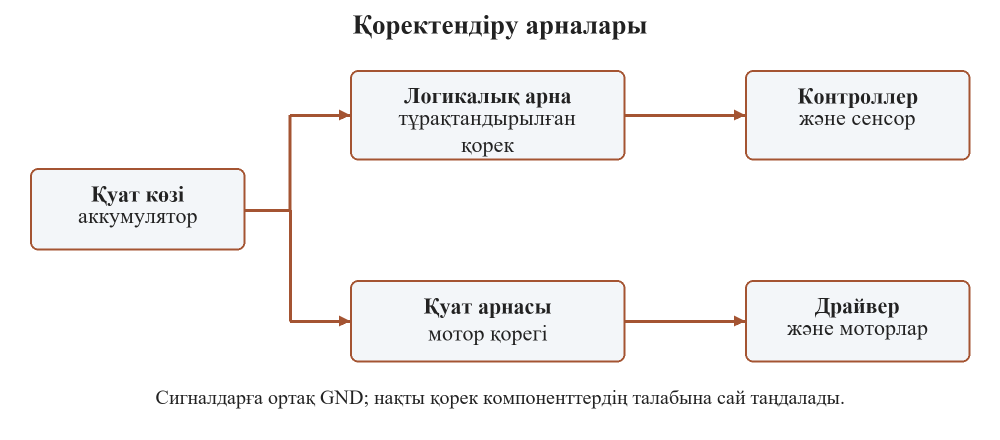 Қоректендіру арналары
Логикалық арна
тұрақтандырылған
қорек
Контроллер
және сенсор
Қуат көзі
аккумулятор
Қуат арнасы
мотор қорегі
Драйвер
және моторлар
Сигналдарға ортақ GND; нақты қорек компоненттердің талабына сай таңдалады.